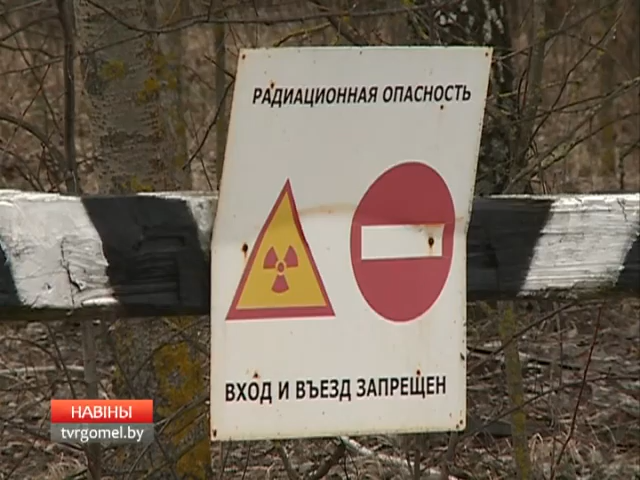 РАДИАЦИОННАЯ ОПАСНОСТЬ
ВХОД И ВЪЕЗД ЗАПРЕЩЕН
НАВІНЫ
tvrgomel.by